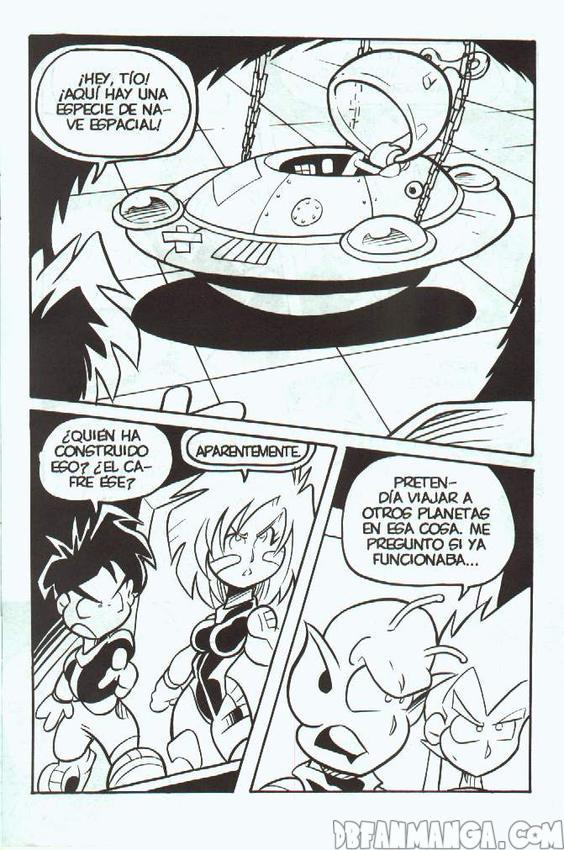 ¡HEY, TÍO!
¡AQUÍ HAY UNA
ESPECIE DE NA-
VE ESPACIAL!
¿QUIÉN HA
CONSTRUIDO
ESO? ¿EL CA-
FRE ESE?
APARENTEMENTE.
PRETEN-
DÍA VIAJAR A
OTROS PLANETAS
EN ESA COSA. ME
PREGUNTO SI YA
FUNCIONABA...
DBFANMANGA.COM